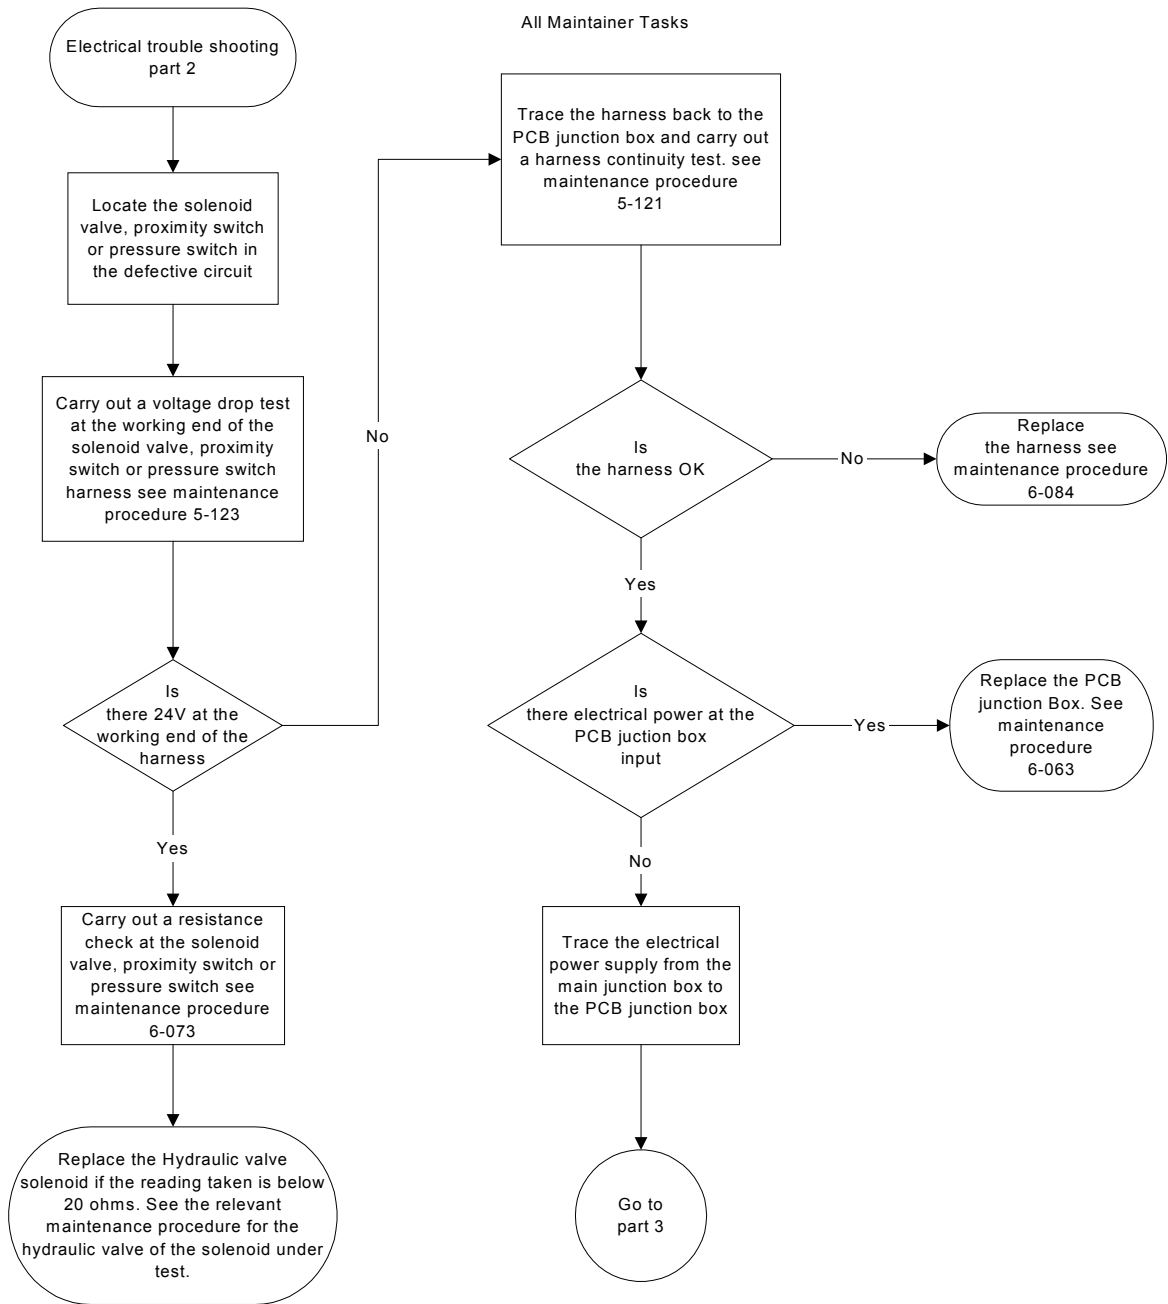 All Maintainer Tasks
Electrical trouble shooting
part 2
Locate the solenoid
valve, proximity switch
or pressure switch in
the defective circuit
Carry out a voltage drop test
at the working end of the
solenoid valve, proximity
switch or pressure switch
harness see maintenance
procedure 5-123
Is
there 24V at the
working end of the
harness
No
Yes
Carry out a resistance
check at the solenoid
valve, proximity switch or
pressure switch see
maintenance procedure
6-073
Replace the Hydraulic valve
solenoid if the reading taken is below
20 ohms. See the relevant
maintenance procedure for the
hydraulic valve of the solenoid under
test.
Trace the harness back to the
PCB junction box and carry out
a harness continuity test. see
maintenance procedure
5-121
Is
the harness OK
No
Replace
the harness see
maintenance procedure
6-084
Yes
Is
there electrical power at the
PCB juction box
input
Yes
Replace the PCB
junction Box. See
maintenance
procedure
6-063
No
Trace the electrical
power supply from the
main junction box to
the PCB junction box
Go to
part 3